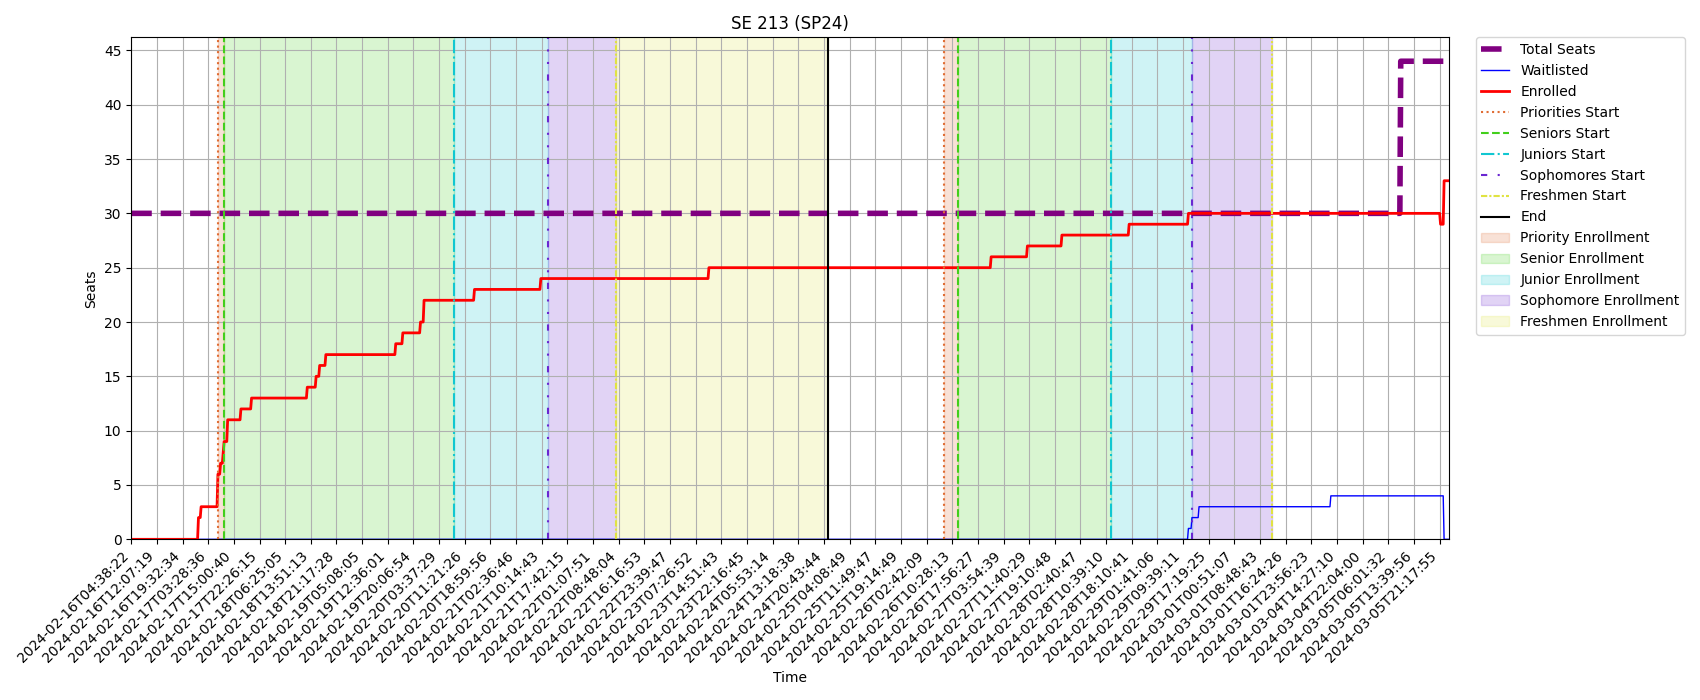 SE 213 (SP24)
Seats
45
40
35
30
25
20
15
10
5
0
2024-02-16T04:38:22
2024-02-16T12:07:19
2024-02-16T19:32:34
2024-02-17T03:28:36
2024-02-17T15:00:40
2024-02-17T22:26:15
2024-02-18T06:25:05
2024-02-18T13:51:13
2024-02-18T21:17:28
2024-02-19T05:08:05
2024-02-19T12:36:01
2024-02-19T20:06:54
2024-02-20T03:37:29
2024-02-20T11:21:26
2024-02-20T18:59:56
2024-02-21T02:36:46
2024-02-21T10:14:43
2024-02-21T17:42:15
2024-02-22T01:07:51
2024-02-22T08:48:04
2024-02-22T16:16:53
2024-02-22T23:39:47
2024-02-23T07:26:52
2024-02-23T14:51:43
2024-02-23T22:16:45
2024-02-24T05:53:14
2024-02-24T13:18:38
2024-02-24T20:43:44
2024-02-25T04:08:49
2024-02-25T11:49:47
2024-02-25T19:14:49
2024-02-26T02:42:09
2024-02-26T10:28:13
2024-02-26T17:56:27
2024-02-27T03:54:39
2024-02-27T11:40:29
2024-02-27T19:10:48
2024-02-28T02:40:47
2024-02-28T10:39:10
2024-02-28T18:10:41
2024-02-29T01:41:06
2024-02-29T09:39:11
2024-02-29T17:19:25
2024-03-01T00:51:07
2024-03-01T08:48:43
2024-03-01T16:24:26
2024-03-01T23:56:23
2024-03-04T14:27:10
2024-03-04T22:04:00
2024-03-05T06:01:32
2024-03-05T13:39:56
2024-03-05T21:17:55
Time
Total Seats
Waitlisted
Enrolled
Priorities Start
Seniors Start
Juniors Start
Sophomores Start
Freshmen Start
End
Priority Enrollment
Senior Enrollment
Junior Enrollment
Sophomore Enrollment
Freshmen Enrollment